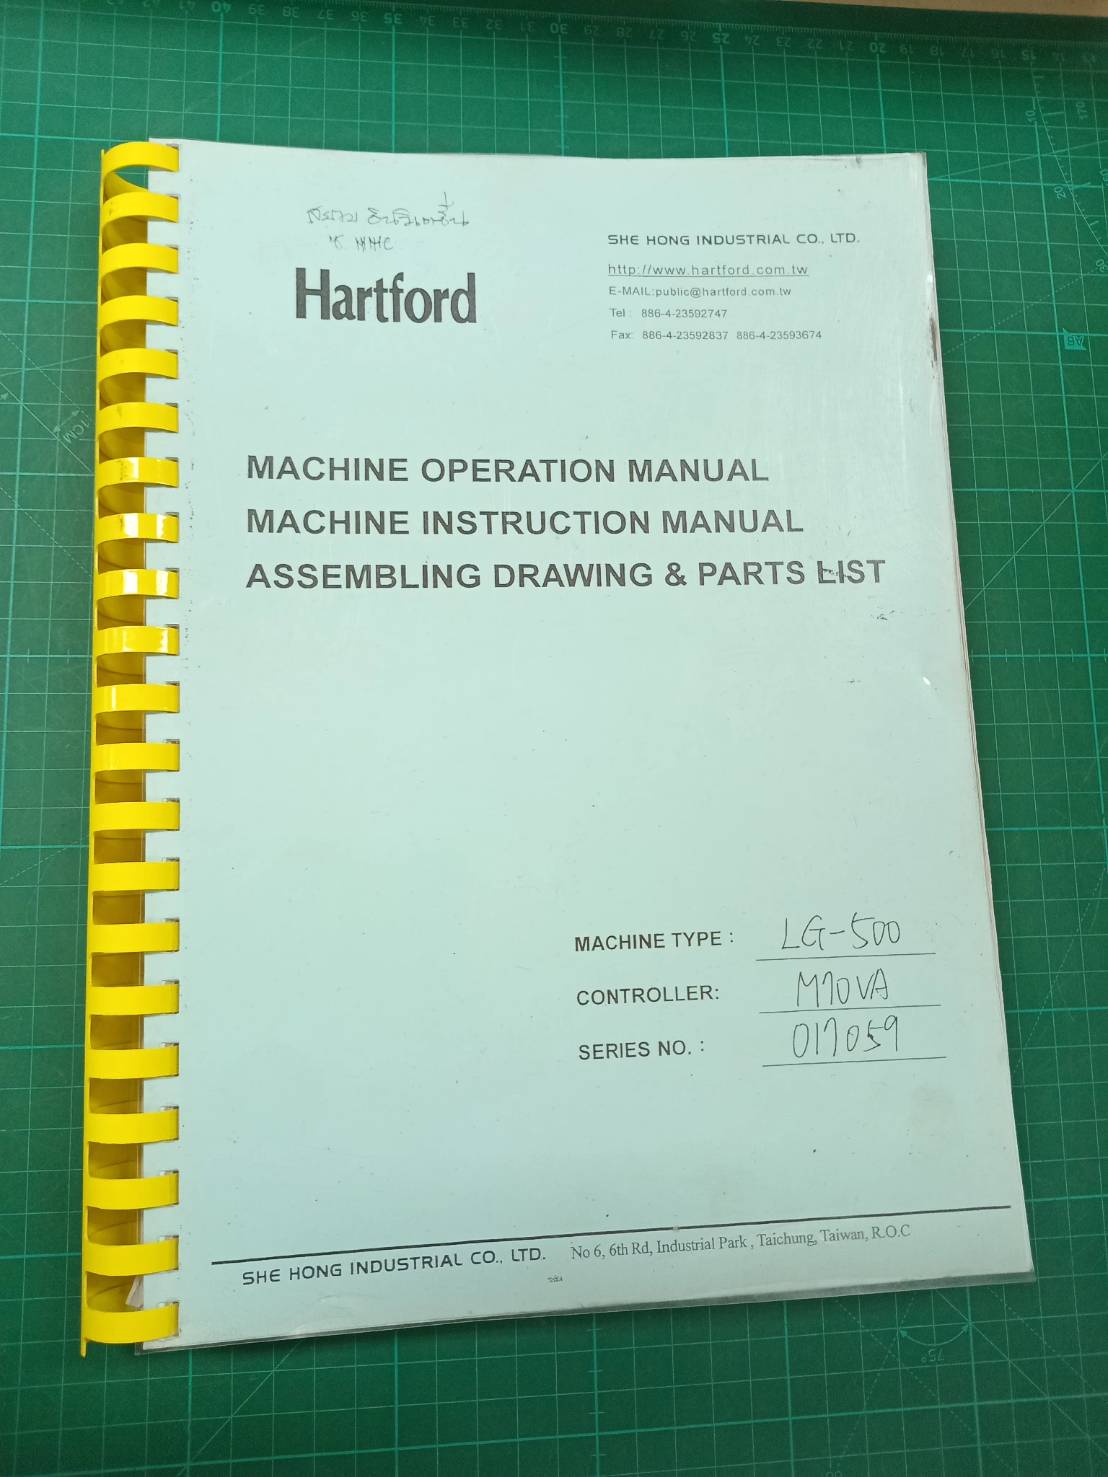 Hartford
SHE HONG INDUSTRIAL CO., LTD.
http://www.hartford.com.tw
E-MAIL:public@hartford.com.tw
Tel : 886-4-23592747
Fax: 886-4-23592837 886-4-23593674
MACHINE OPERATION MANUAL
MACHINE INSTRUCTION MANUAL
ASSEMBLING DRAWING & PARTS LIST
MACHINE TYPE : LG-500
CONTROLLER: M70VA
SERIES NO. : 017059
SHE HONG INDUSTRIAL CO., LTD. No 6, 6th Rd, Industrial Park , Taichung, Taiwan, R.O.C